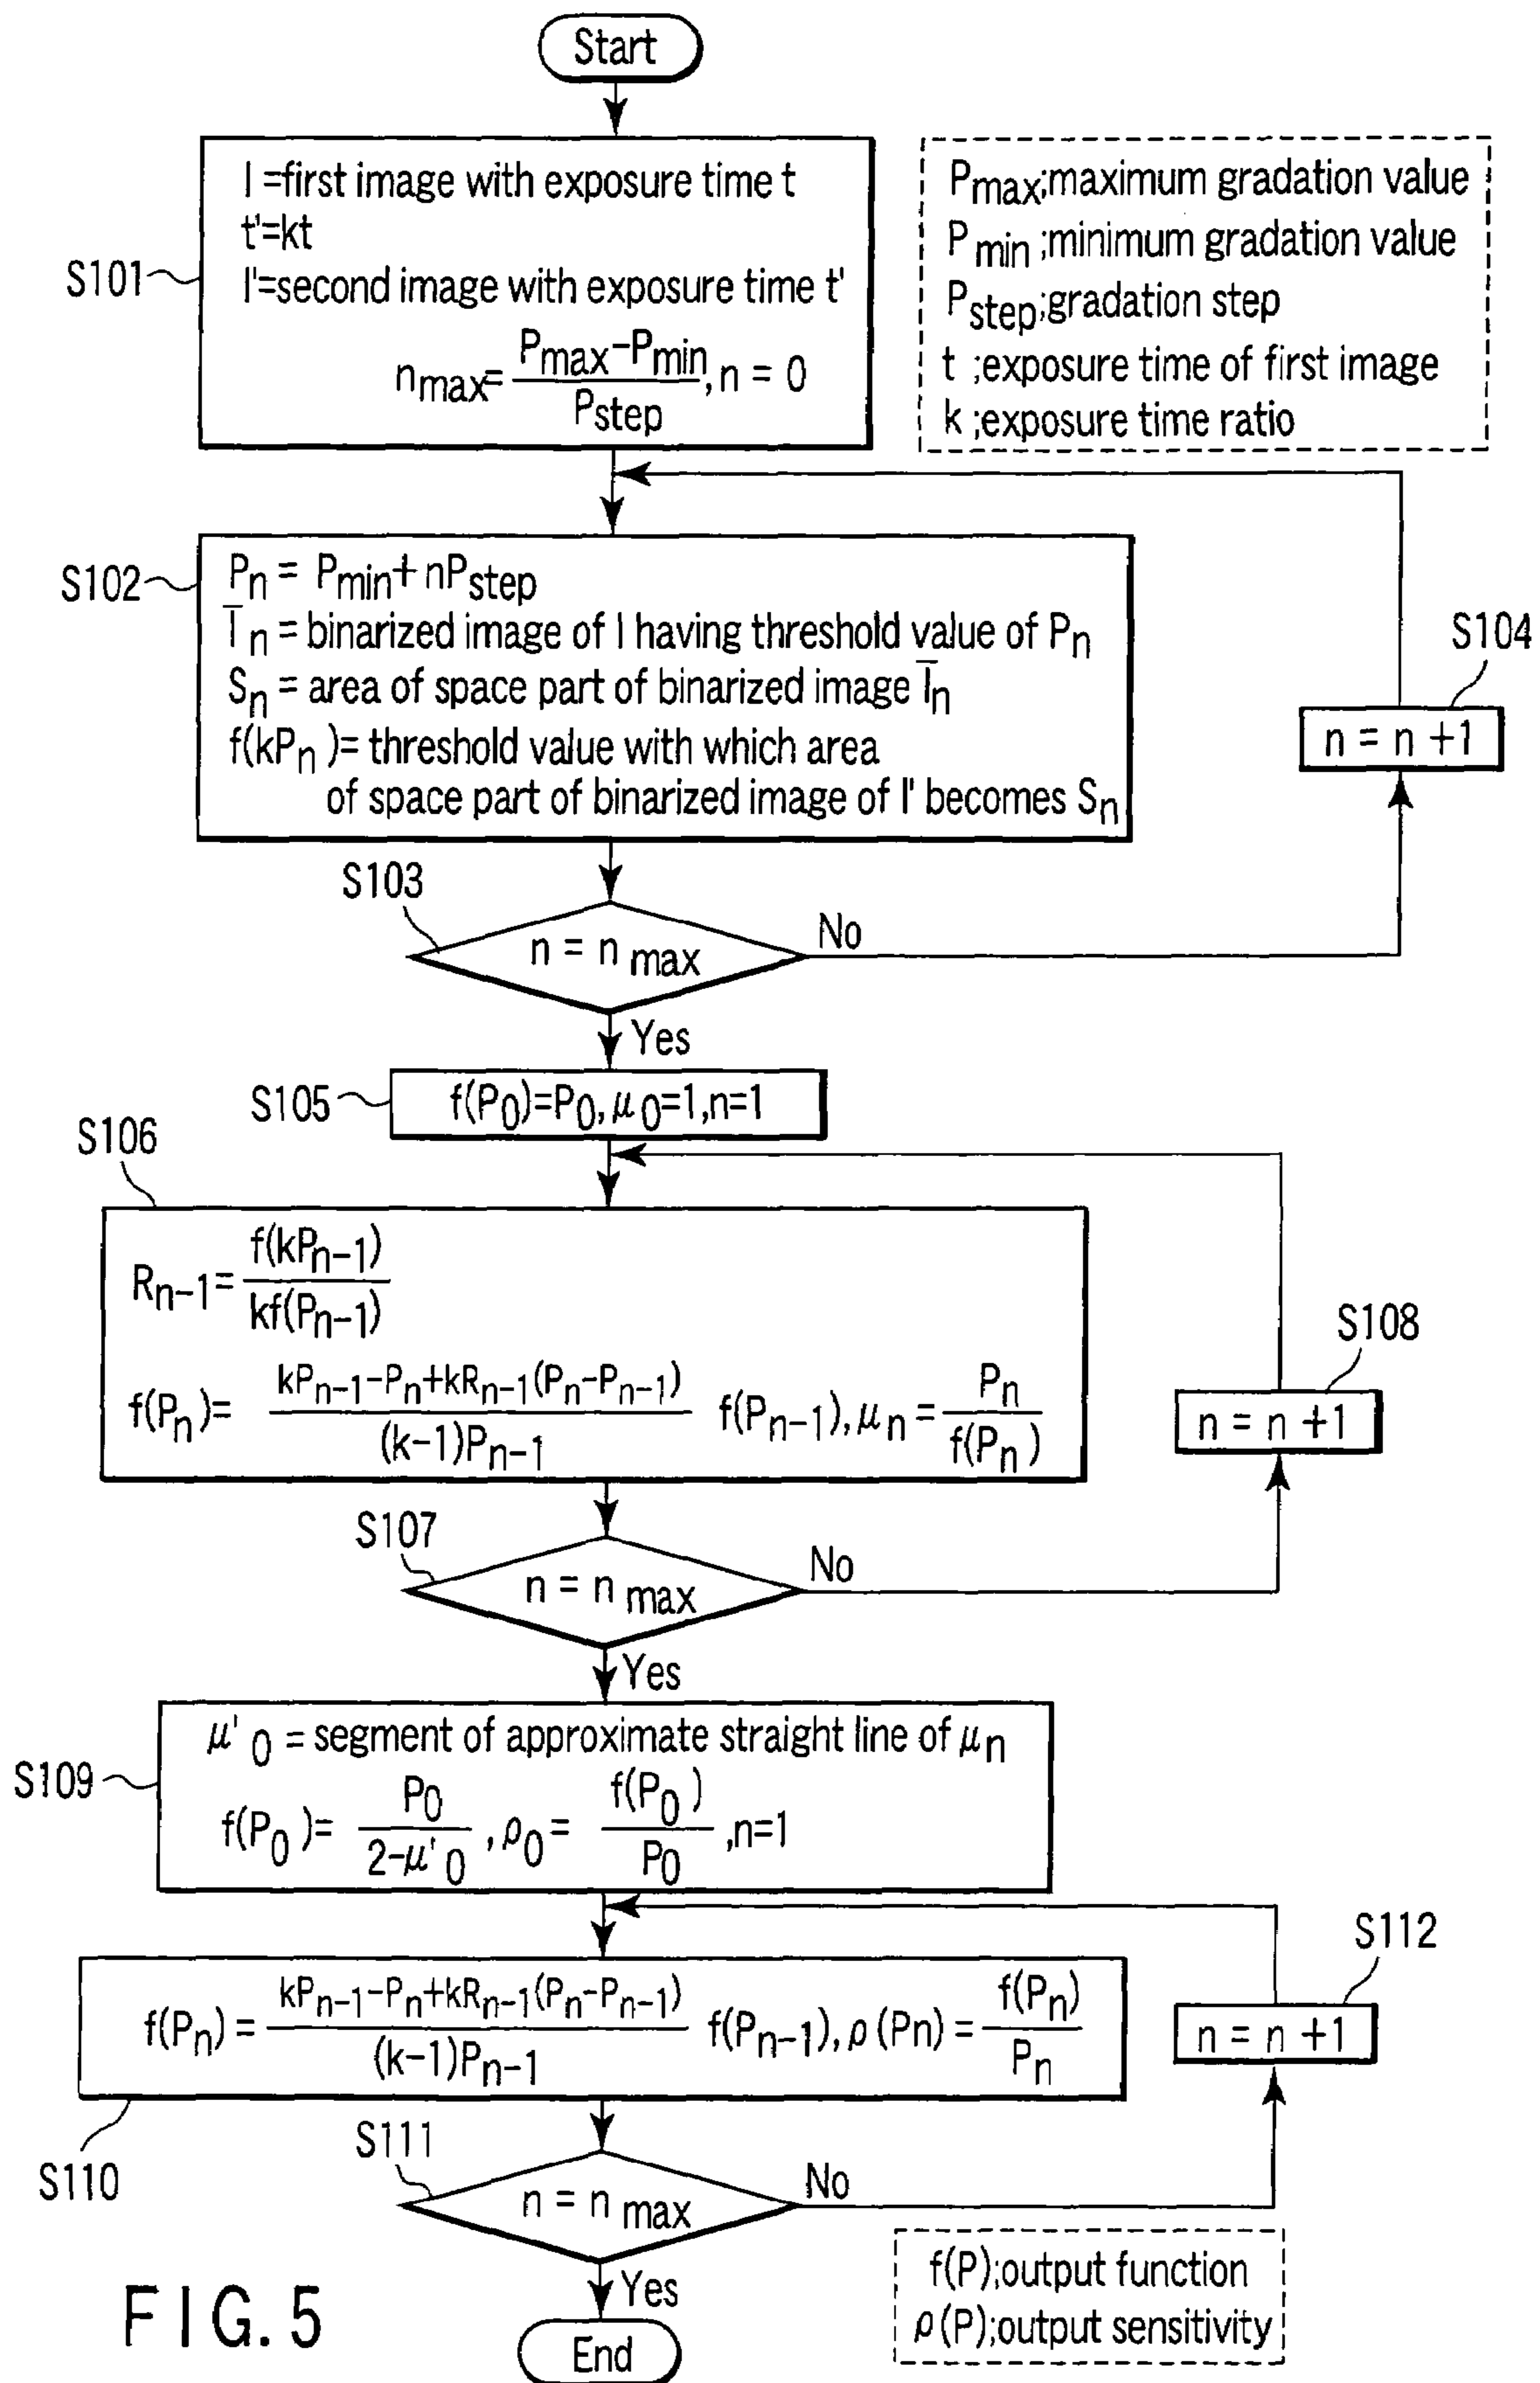 Start
S101
I =first image with exposure time t
t'=kt
I'=second image with exposure time t'
n_max = (P_max − P_min) / P_step, n = 0
P_max;maximum gradation value
P_min ;minimum gradation value
P_step;gradation step
t ;exposure time of first image
k ;exposure time ratio
S102
P_n = P_min + nP_step
Ī_n = binarized image of I having threshold value of P_n
S_n = area of space part of binarized image Ī_n
f(kP_n )= threshold value with which area
of space part of binarized image of I' becomes S_n
S104
n = n +1
S103
n = n_max
No
Yes
S105
f(P_0)=P_0, μ_0=1,n=1
S106
R_n−1 = f(kP_n−1) / kf(P_n−1)
f(P_n)= (kP_n−1−P_n+kR_n−1(P_n−P_n−1)) / ((k−1)P_n−1) f(P_n−1), μ_n = P_n / f(P_n)
S108
n = n +1
S107
n = n_max
No
Yes
S109
μ'_0 = segment of approximate straight line of μ_n
f(P_0 )= P_0 / (2−μ'_0) , ρ_0 = f(P_0 ) / P_0 ,n=1
S110
f(P_n) = (kP_n−1−P_n+kR_n−1(P_n−P_n−1)) / ((k−1)P_n−1) f(P_n−1), ρ(Pn) = f(P_n) / P_n
S112
n = n +1
S111
n = n_max
No
Yes
End
f(P);output function
ρ(P);output sensitivity
FIG. 5